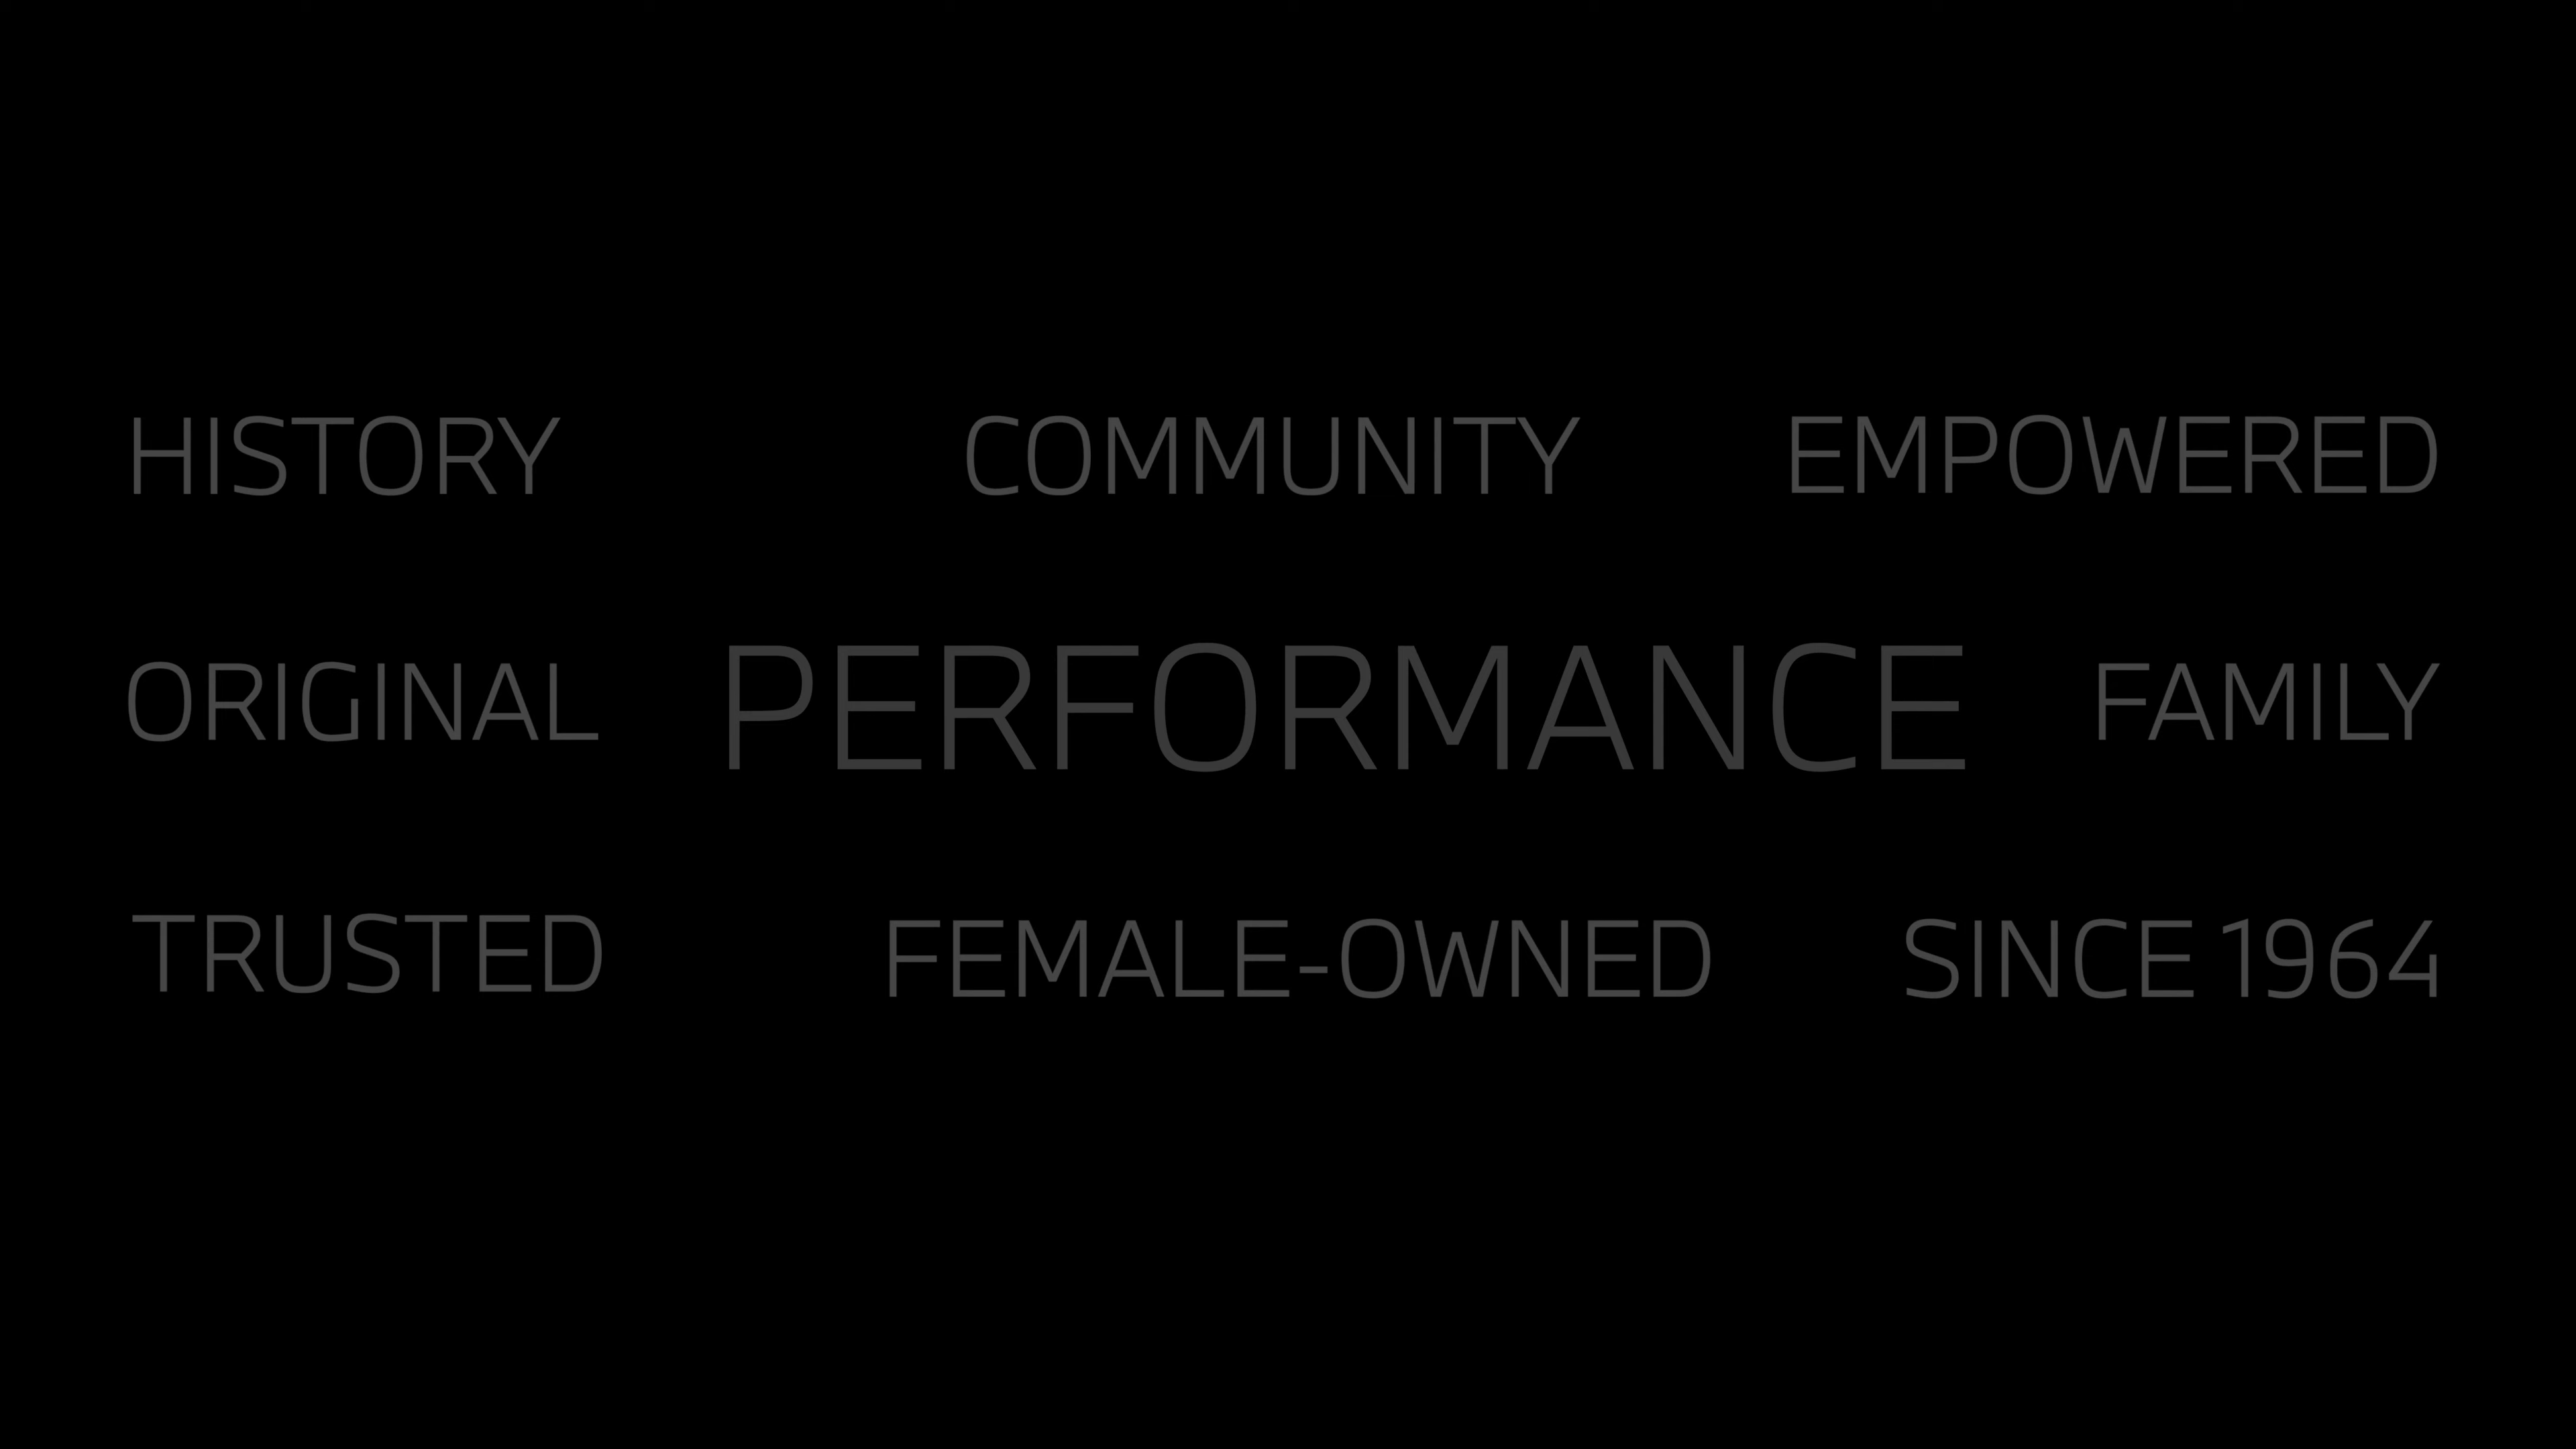 HISTORY COMMUNITY EMPOWERED
ORIGINAL PERFORMANCE FAMILY
TRUSTED FEMALE-OWNED SINCE 1964